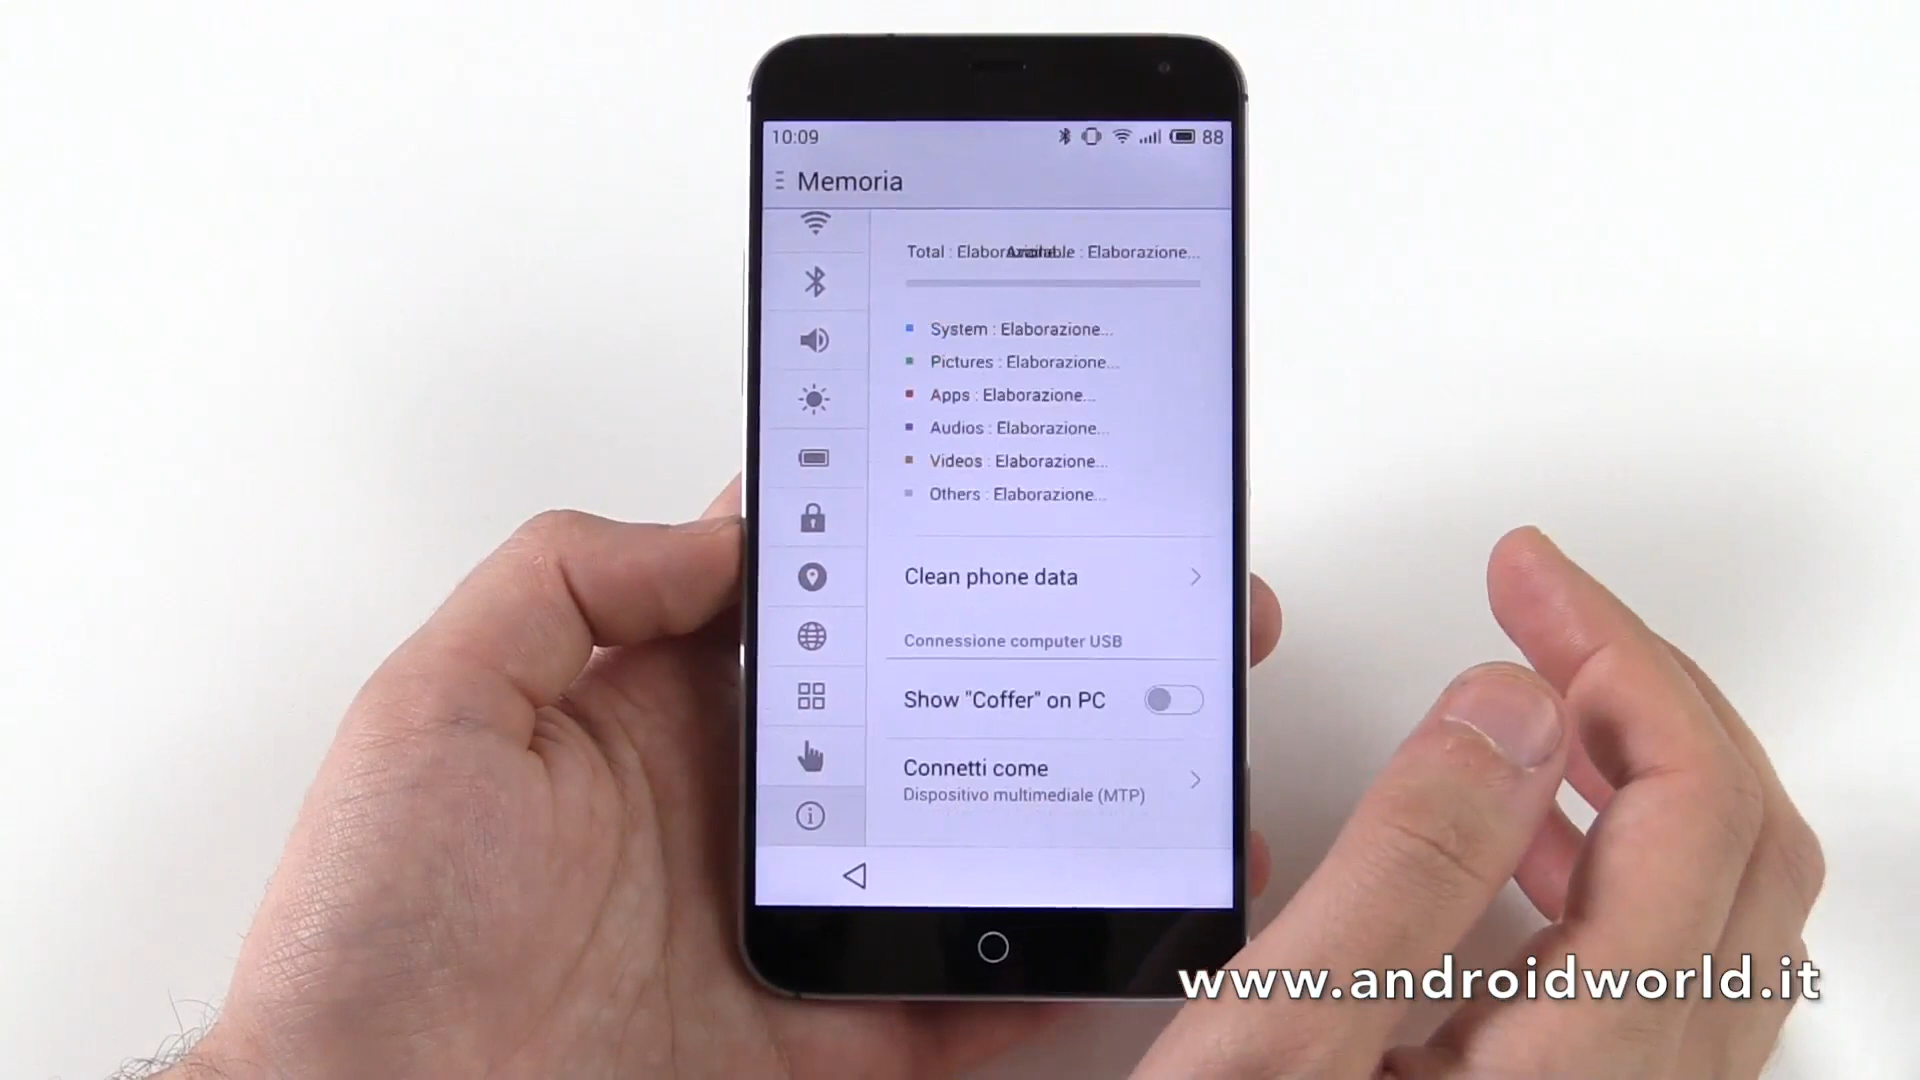 10:09 88
Memoria
Total : Elabor Available : Elaborazione...
System : Elaborazione...
Pictures : Elaborazione...
Apps : Elaborazione...
Audios : Elaborazione...
Videos : Elaborazione...
Others : Elaborazione...
Clean phone data
Connessione computer USB
Show "Coffer" on PC
Connetti come
Dispositivo multimediale (MTP)
www.androidworld.it